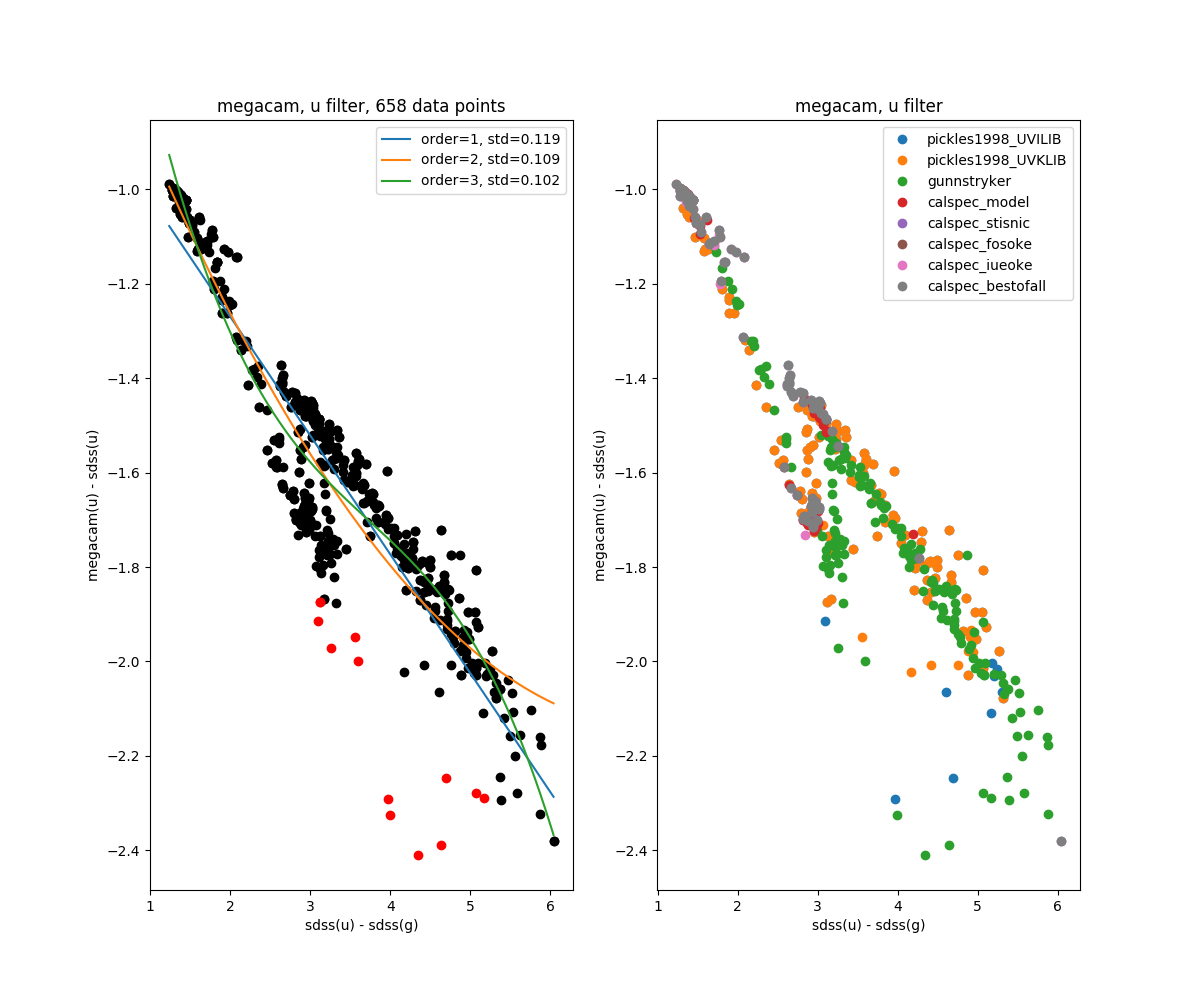 megacam, u filter, 658 data points
order=1, std=0.119
order=2, std=0.109
order=3, std=0.102
−1.0
−1.2
−1.4
−1.6
−1.8
−2.0
−2.2
−2.4
megacam(u) - sdss(u)
1 2 3 4 5 6
sdss(u) - sdss(g)
megacam, u filter
pickles1998_UVILIB
pickles1998_UVKLIB
gunnstryker
calspec_model
calspec_stisnic
calspec_fosoke
calspec_iueoke
calspec_bestofall
−1.0
−1.2
−1.4
−1.6
−1.8
−2.0
−2.2
−2.4
megacam(u) - sdss(u)
1 2 3 4 5 6
sdss(u) - sdss(g)